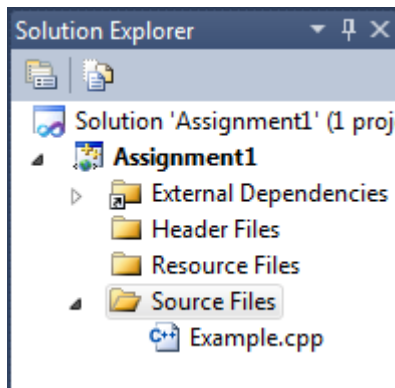 Solution Explorer
Solution 'Assignment1' (1 proj
Assignment1
External Dependencies
Header Files
Resource Files
Source Files
C++ Example.cpp